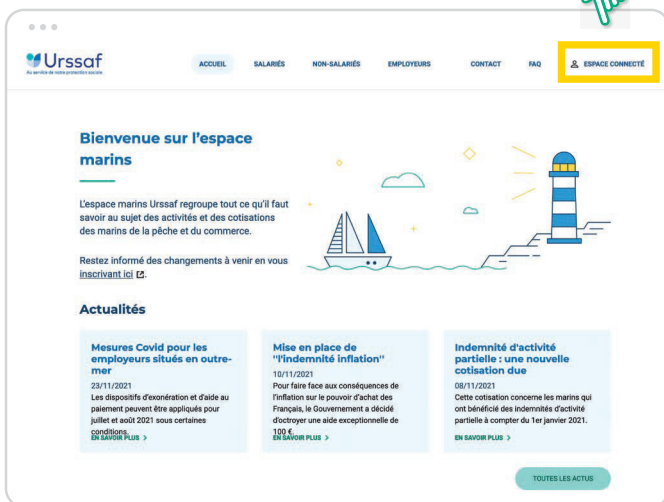 Urssaf
Au service de notre protection sociale
ACCUEIL SALARIÉS NON-SALARIÉS EMPLOYEURS CONTACT FAQ ESPACE CONNECTÉ
Bienvenue sur l'espace
marins
L'espace marins Urssaf regroupe tout ce qu'il faut
savoir au sujet des activités et des cotisations
des marins de la pêche et du commerce.
Restez informé des changements à venir en vous
inscrivant ici.
Actualités
Mesures Covid pour les
employeurs situés en outre-
mer
23/11/2021
Les dispositifs d'exonération et d'aide au
paiement peuvent être appliqués pour
juillet et août 2021 sous certaines
conditions.
EN SAVOIR PLUS >
Mise en place de
"l'indemnité inflation"
10/11/2021
Pour faire face aux conséquences de
l'inflation sur le pouvoir d'achat des
Français, le Gouvernement a décidé
d'octroyer une aide exceptionnelle de
100 €.
EN SAVOIR PLUS >
Indemnité d'activité
partielle : une nouvelle
cotisation due
08/11/2021
Cette cotisation concerne les marins qui
ont bénéficié des indemnités d'activité
partielle à compter du 1er janvier 2021.
EN SAVOIR PLUS >
TOUTES LES ACTUS